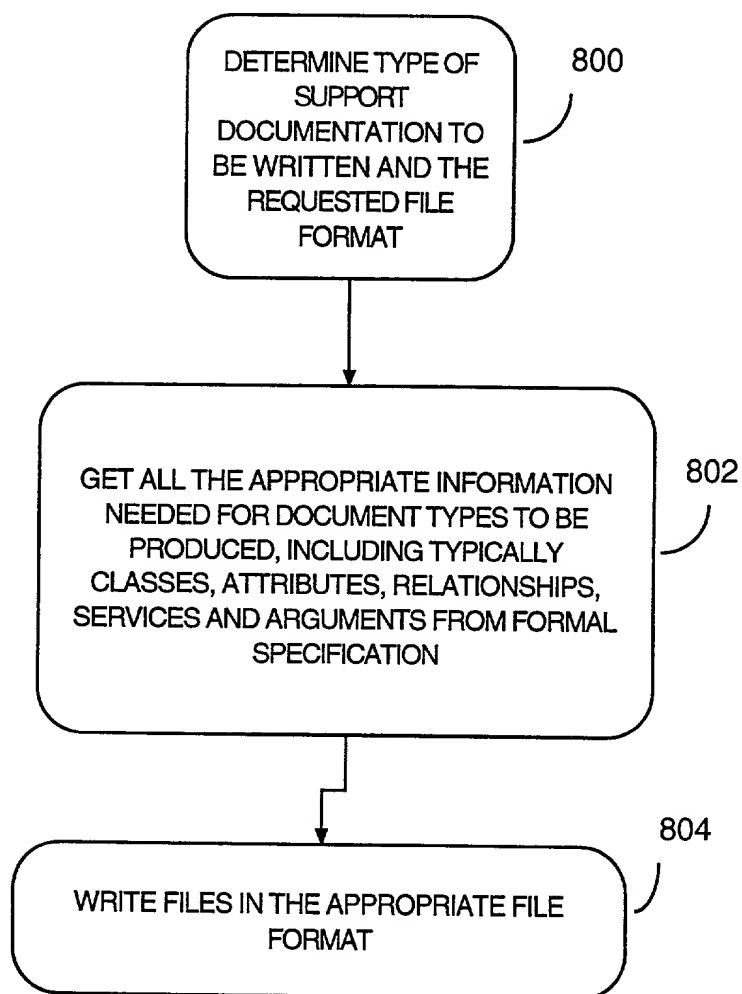 DETERMINE TYPE OF
SUPPORT
DOCUMENTATION TO
BE WRITTEN AND THE
REQUESTED FILE
FORMAT
800
GET ALL THE APPROPRIATE INFORMATION
NEEDED FOR DOCUMENT TYPES TO BE
PRODUCED, INCLUDING TYPICALLY
CLASSES, ATTRIBUTES, RELATIONSHIPS,
SERVICES AND ARGUMENTS FROM FORMAL
SPECIFICATION
802
WRITE FILES IN THE APPROPRIATE FILE
FORMAT
804